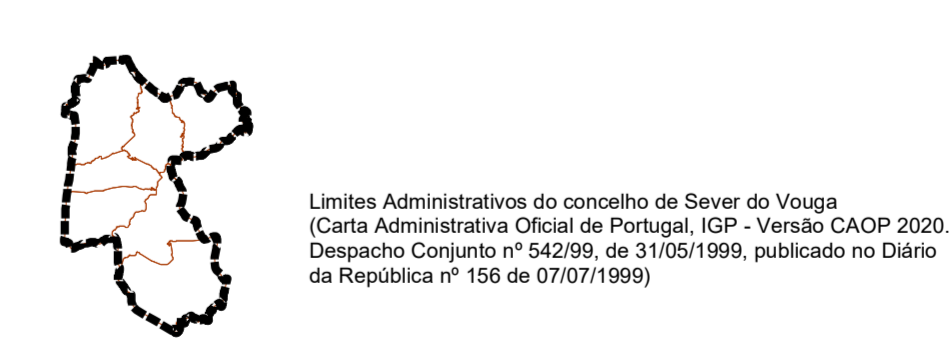 Limites Administrativos do concelho de Sever do Vouga
(Carta Administrativa Oficial de Portugal, IGP - Versão CAOP 2020.
Despacho Conjunto nº 542/99, de 31/05/1999, publicado no Diário
da República nº 156 de 07/07/1999)